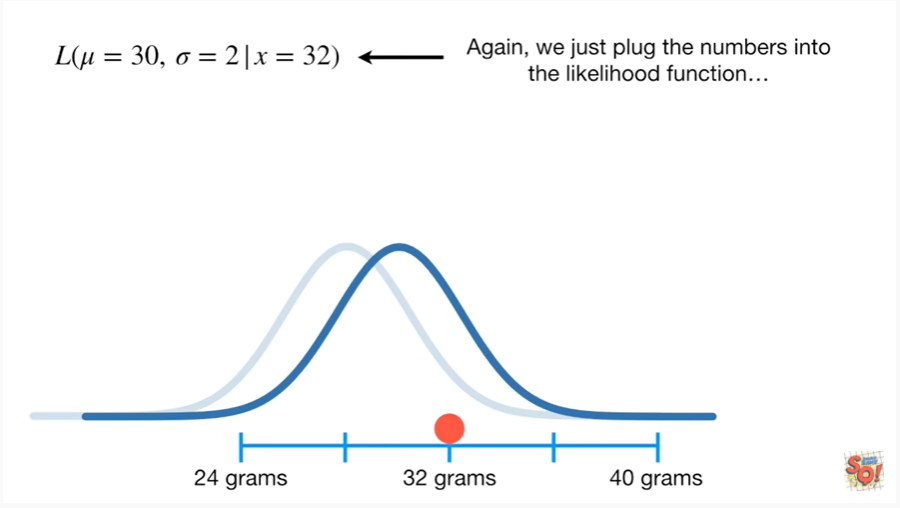 L(μ = 30, σ = 2 | x = 32)
Again, we just plug the numbers into
the likelihood function…
24 grams
32 grams
40 grams
SQ!